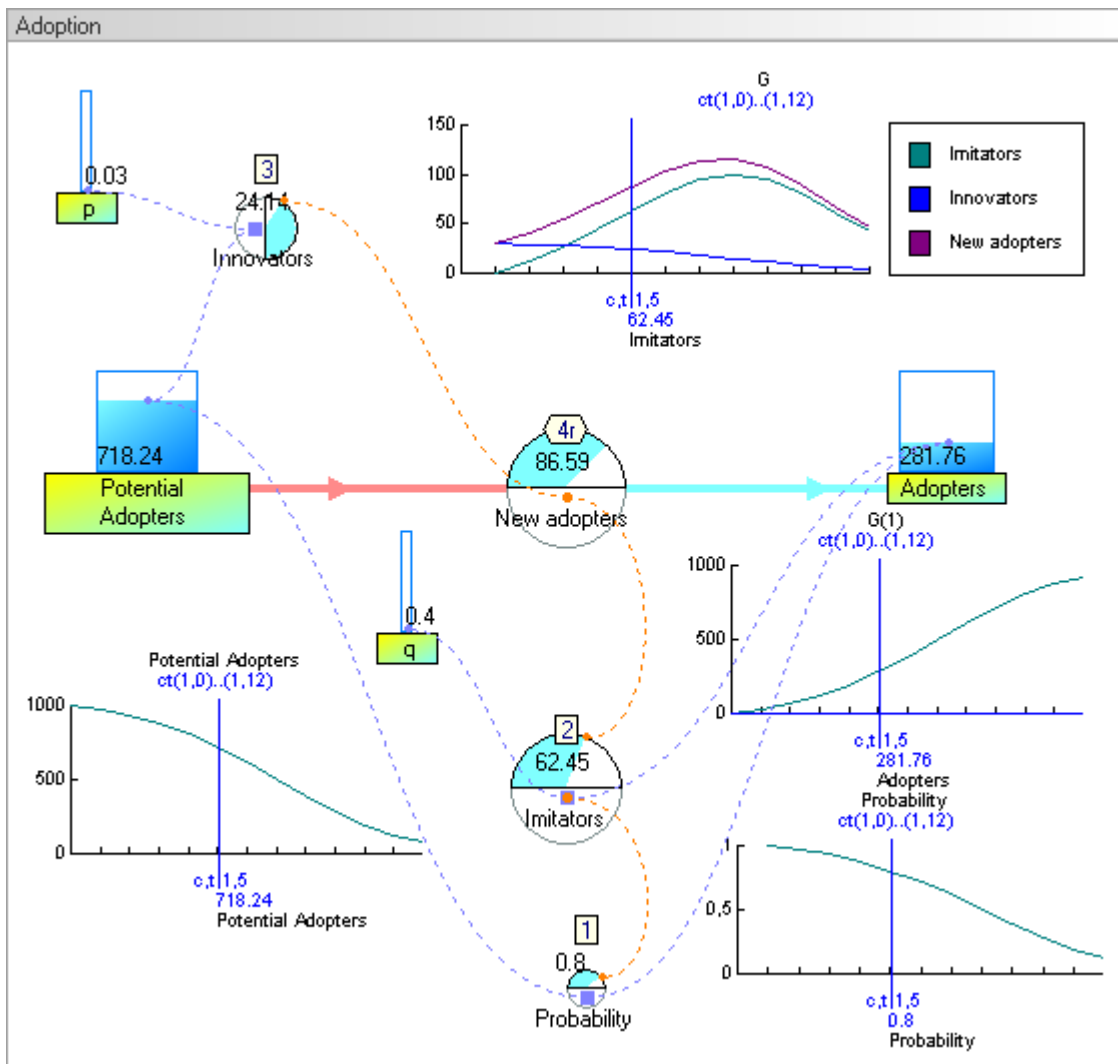 Adoption
0.03
p
3
24.14
Innovators
G
ct(1,0)..(1,12)
150
100
50
0
c,t 1,5
62.45
Imitators
Imitators
Innovators
New adopters
718.24
Potential
Adopters
4r
86.59
New adopters
281.76
Adopters
0.4
q
G(1)
ct(1,0)..(1,12)
1000
500
0
c,t 1,5
281.76
Adopters
Potential Adopters
ct(1,0)..(1,12)
1000
500
0
c,t 1,5
718.24
Potential Adopters
2
62.45
Imitators
Probability
ct(1,0)..(1,12)
1
0,5
0
c,t 1,5
0.8
Probability
1
0.8
Probability